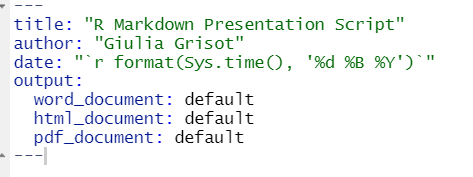 ---
title: "R Markdown Presentation Script"
author: "Giulia Grisot"
date: "`r format(Sys.time(), '%d %B %Y')`"
output:
  word_document: default
  html_document: default
  pdf_document: default
---